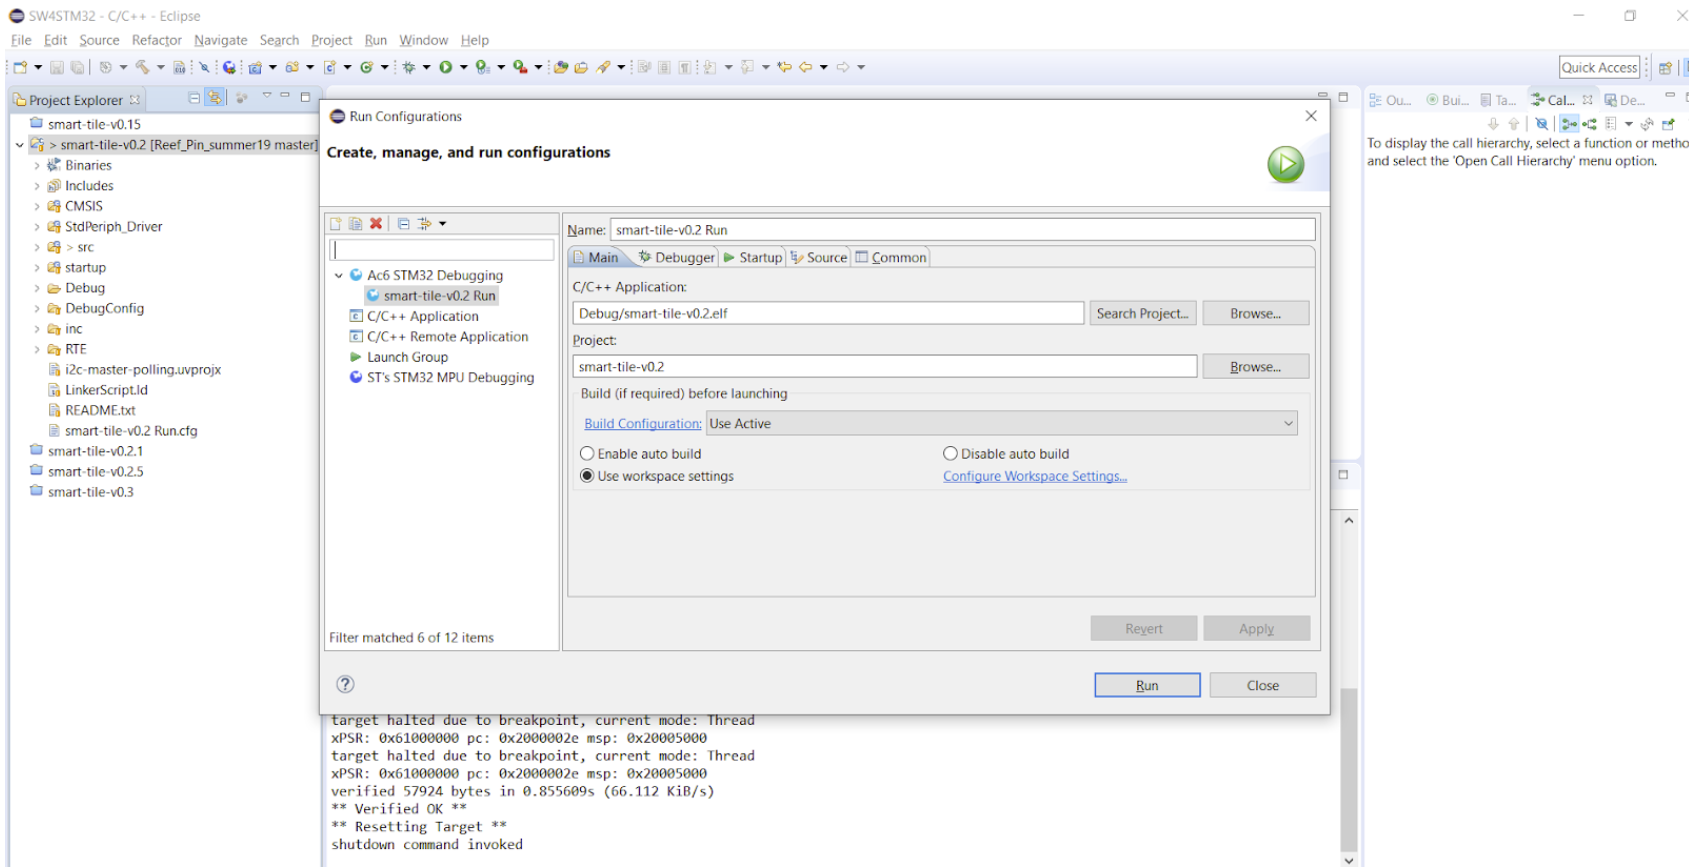 SW4STM32 - C/C++ - Eclipse
File Edit Source Refactor Navigate Search Project Run Window Help
Quick Access
Project Explorer
smart-tile-v0.15
> smart-tile-v0.2 [Reef_Pin_summer19 master]
Binaries
Includes
CMSIS
StdPeriph_Driver
> src
startup
Debug
DebugConfig
inc
RTE
i2c-master-polling.uvprojx
LinkerScript.ld
README.txt
smart-tile-v0.2 Run.cfg
smart-tile-v0.2.1
smart-tile-v0.2.5
smart-tile-v0.3
Run Configurations
Create, manage, and run configurations
Ac6 STM32 Debugging
smart-tile-v0.2 Run
C/C++ Application
C/C++ Remote Application
Launch Group
ST's STM32 MPU Debugging
Filter matched 6 of 12 items
Name: smart-tile-v0.2 Run
Main Debugger Startup Source Common
C/C++ Application:
Debug/smart-tile-v0.2.elf Search Project... Browse...
Project:
smart-tile-v0.2 Browse...
Build (if required) before launching
Build Configuration: Use Active
Enable auto build Disable auto build
Use workspace settings Configure Workspace Settings...
Revert Apply
Run Close
target halted due to breakpoint, current mode: Thread
xPSR: 0x61000000 pc: 0x2000002e msp: 0x20005000
target halted due to breakpoint, current mode: Thread
xPSR: 0x61000000 pc: 0x2000002e msp: 0x20005000
verified 57924 bytes in 0.855609s (66.112 KiB/s)
** Verified OK **
** Resetting Target **
shutdown command invoked
Ou... Bui... Ta... Cal... De...
To display the call hierarchy, select a function or metho
and select the 'Open Call Hierarchy' menu option.